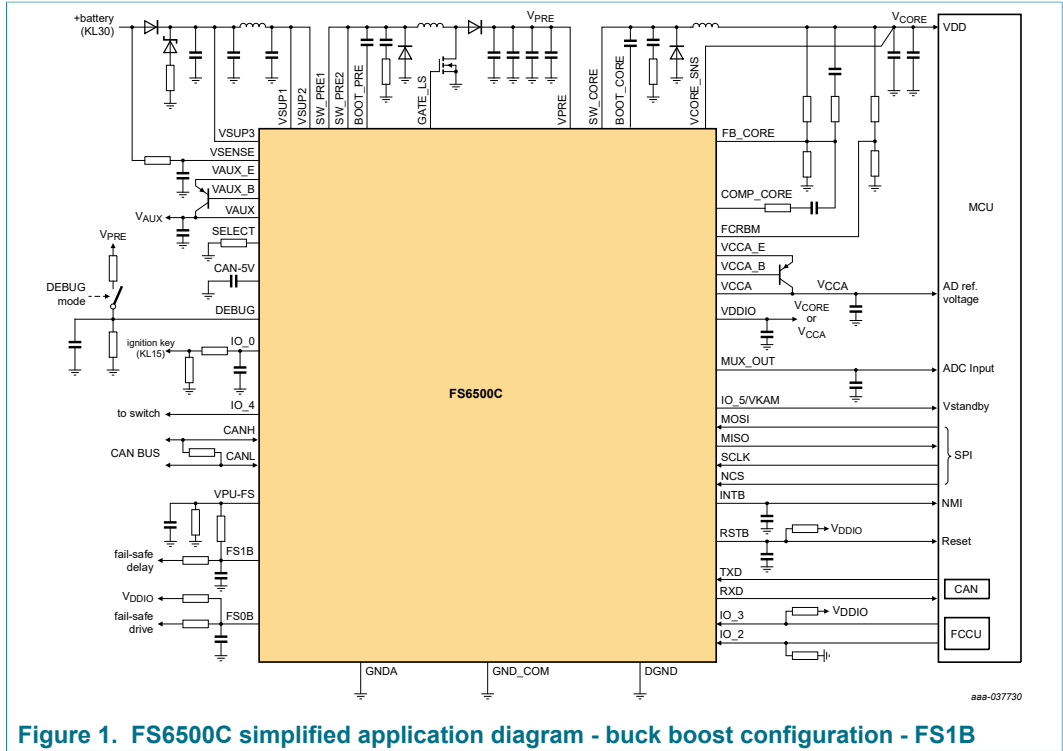 +battery
(KL30)
VPRE
VCORE
VSUP1
VSUP2
SW_PRE1
SW_PRE2
BOOT_PRE
GATE_LS
VPRE
SW_CORE
BOOT_CORE
VCORE_SNS
VDD
VSUP3
VSENSE
VAUX_E
VAUX_B
VAUX
VAUX
SELECT
VPRE
CAN-5V
DEBUG
mode
DEBUG
ignition key
(KL15)
IO_0
to switch
IO_4
CANH
CAN BUS
CANL
VPU-FS
fail-safe
delay
FS1B
VDDIO
fail-safe
drive
FS0B
FS6500C
GNDA
GND_COM
DGND
FB_CORE
COMP_CORE
FCRBM
VCCA_E
VCCA_B
VCCA
VCCA
VDDIO
VCORE
or
VCCA
MUX_OUT
IO_5/VKAM
MOSI
MISO
SCLK
NCS
INTB
RSTB
VDDIO
TXD
RXD
IO_3
VDDIO
IO_2
MCU
AD ref.
voltage
ADC Input
Vstandby
SPI
NMI
Reset
CAN
FCCU
aaa-037730
Figure 1. FS6500C simplified application diagram - buck boost configuration - FS1B